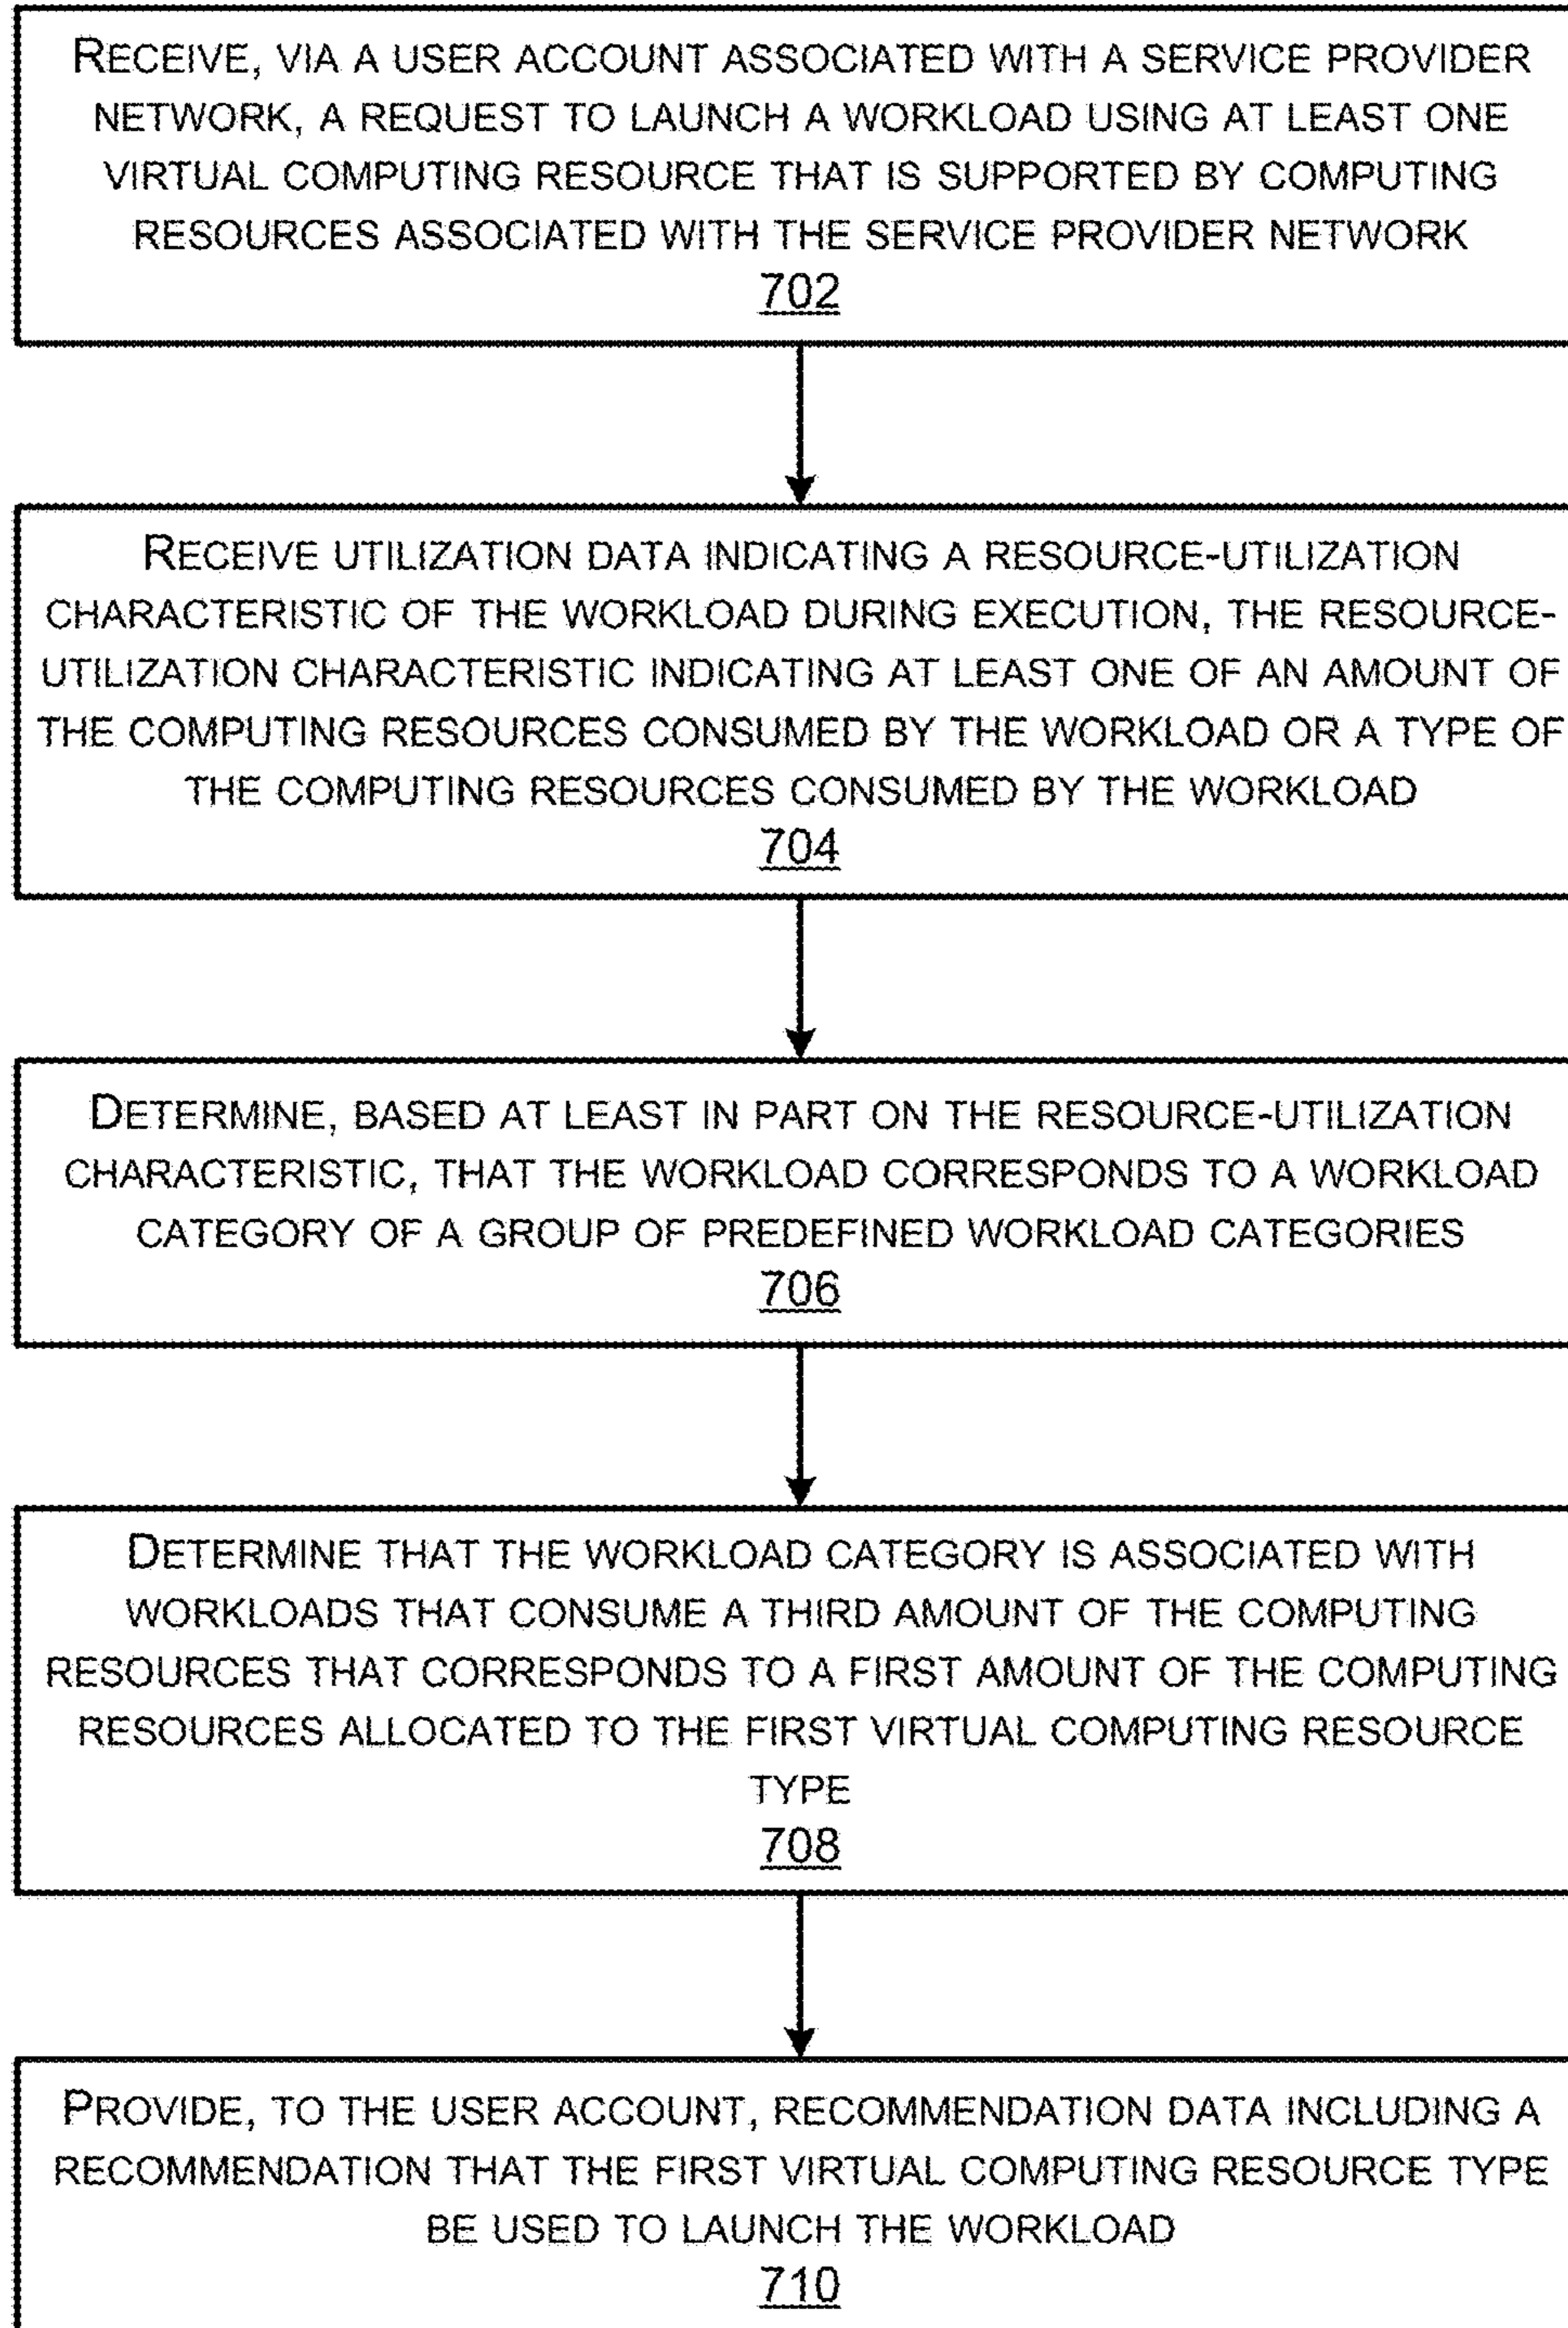 RECEIVE, VIA A USER ACCOUNT ASSOCIATED WITH A SERVICE PROVIDER
NETWORK, A REQUEST TO LAUNCH A WORKLOAD USING AT LEAST ONE
VIRTUAL COMPUTING RESOURCE THAT IS SUPPORTED BY COMPUTING
RESOURCES ASSOCIATED WITH THE SERVICE PROVIDER NETWORK
702
RECEIVE UTILIZATION DATA INDICATING A RESOURCE-UTILIZATION
CHARACTERISTIC OF THE WORKLOAD DURING EXECUTION, THE RESOURCE-
UTILIZATION CHARACTERISTIC INDICATING AT LEAST ONE OF AN AMOUNT OF
THE COMPUTING RESOURCES CONSUMED BY THE WORKLOAD OR A TYPE OF
THE COMPUTING RESOURCES CONSUMED BY THE WORKLOAD
704
DETERMINE, BASED AT LEAST IN PART ON THE RESOURCE-UTILIZATION
CHARACTERISTIC, THAT THE WORKLOAD CORRESPONDS TO A WORKLOAD
CATEGORY OF A GROUP OF PREDEFINED WORKLOAD CATEGORIES
706
DETERMINE THAT THE WORKLOAD CATEGORY IS ASSOCIATED WITH
WORKLOADS THAT CONSUME A THIRD AMOUNT OF THE COMPUTING
RESOURCES THAT CORRESPONDS TO A FIRST AMOUNT OF THE COMPUTING
RESOURCES ALLOCATED TO THE FIRST VIRTUAL COMPUTING RESOURCE
TYPE
708
PROVIDE, TO THE USER ACCOUNT, RECOMMENDATION DATA INCLUDING A
RECOMMENDATION THAT THE FIRST VIRTUAL COMPUTING RESOURCE TYPE
BE USED TO LAUNCH THE WORKLOAD
710